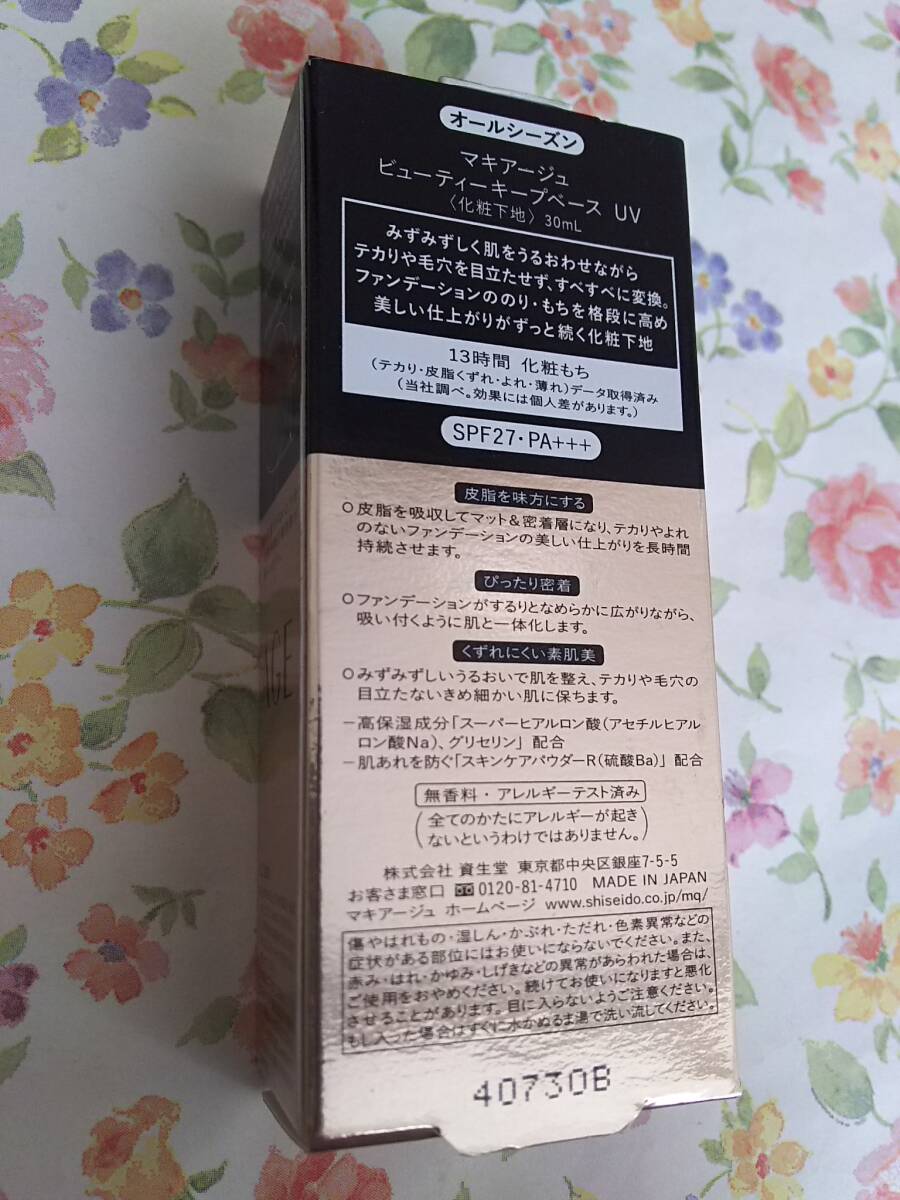 オールシーズン
マキアージュ
ビューティーキープベース UV
〈化粧下地〉 30mL
みずみずしく肌をうるおわせながら
テカりや毛穴を目立たせず、すべすべに変換。
ファンデーションののり・もちを格段に高め
美しい仕上がりがずっと続く化粧下地
13時間 化粧もち
(テカり・皮脂くずれ・よれ・薄れ)データ取得済み
(当社調べ。効果には個人差があります。)
SPF27・PA+++
皮脂を味方にする
○皮脂を吸収してマット&密着層になり、テカりやよれ
のないファンデーションの美しい仕上がりを長時間
持続させます。
ぴったり密着
○ファンデーションがするりとなめらかに広がりながら、
吸い付くように肌と一体化します。
くずれにくい素肌美
○みずみずしいうるおいで肌を整え、テカりや毛穴の
目立たないきめ細かい肌に保ちます。
–高保湿成分「スーパーヒアルロン酸(アセチルヒアル
ロン酸Na)、グリセリン」 配合
–肌あれを防ぐ「スキンケアパウダーR(硫酸Ba)」 配合
無香料・アレルギーテスト済み
(全てのかたにアレルギーが起き
ないというわけではありません。)
株式会社 資生堂 東京都中央区銀座7-5-5
お客さま窓口 0120-81-4710 MADE IN JAPAN
マキアージュ ホームページ www.shiseido.co.jp/mq/
傷やはれもの・湿しん・かぶれ・ただれ・色素異常などの
症状がある部位にはお使いにならないでください。また、
赤み・はれ・かゆみ・しげきなどの異常があらわれた場合は、
ご使用をおやめください。続けてお使いになりますと悪化
させることがあります。目に入らないようご注意ください。
もし入った場合はすぐに水かぬるま湯で洗い流してください。
40730B
AGE